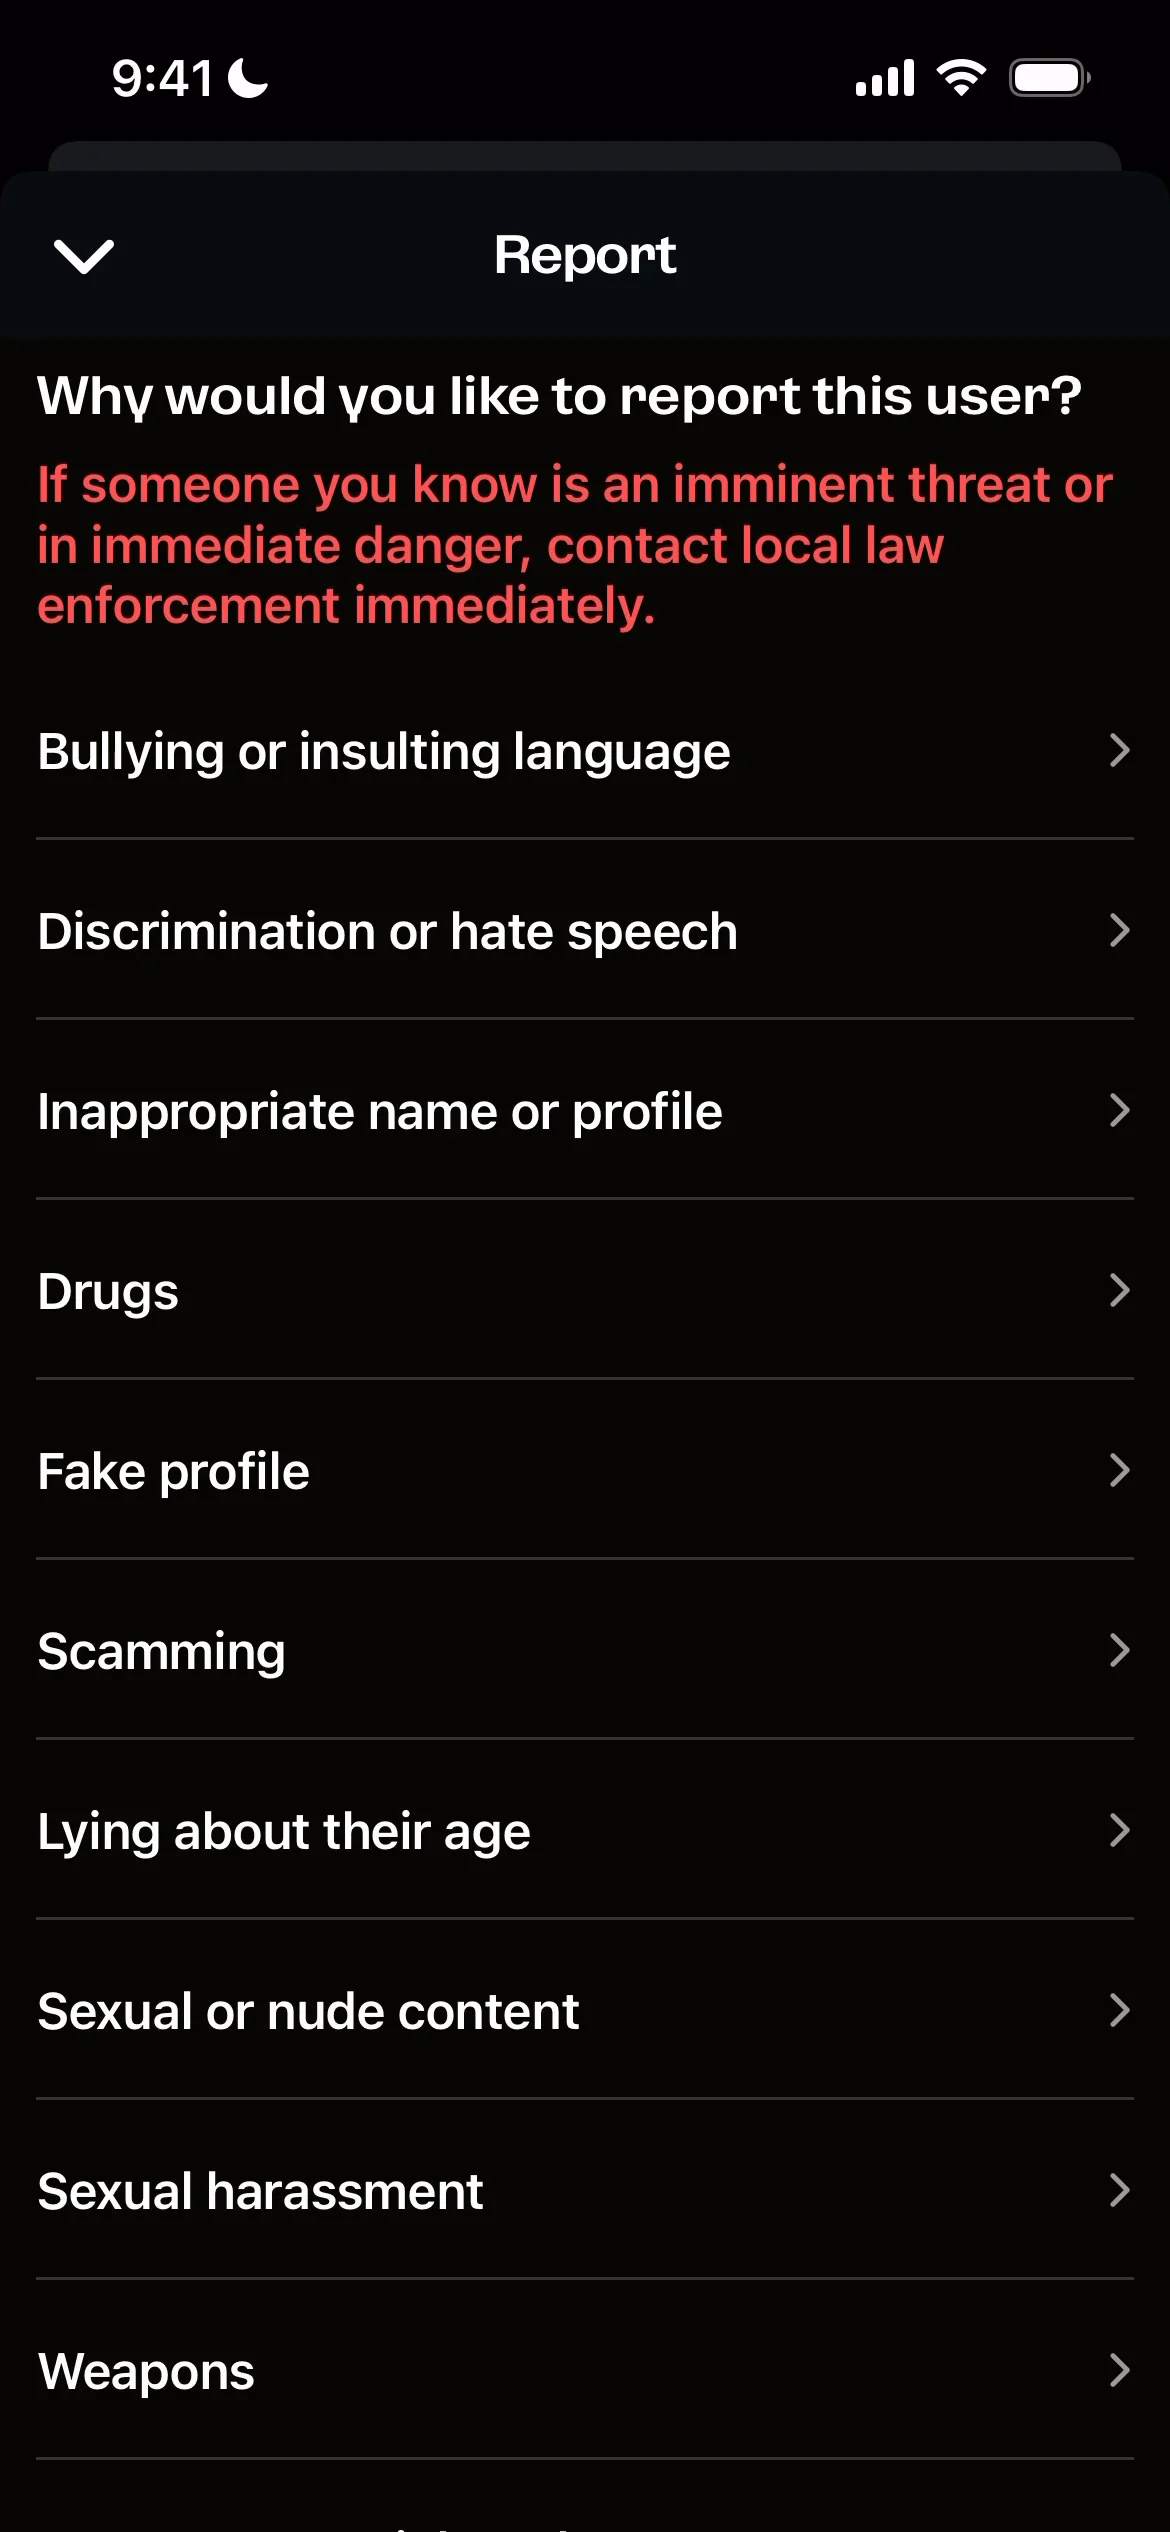 9:41
Report
Why would you like to report this user?
If someone you know is an imminent threat or
in immediate danger, contact local law
enforcement immediately.
Bullying or insulting language
Discrimination or hate speech
Inappropriate name or profile
Drugs
Fake profile
Scamming
Lying about their age
Sexual or nude content
Sexual harassment
Weapons